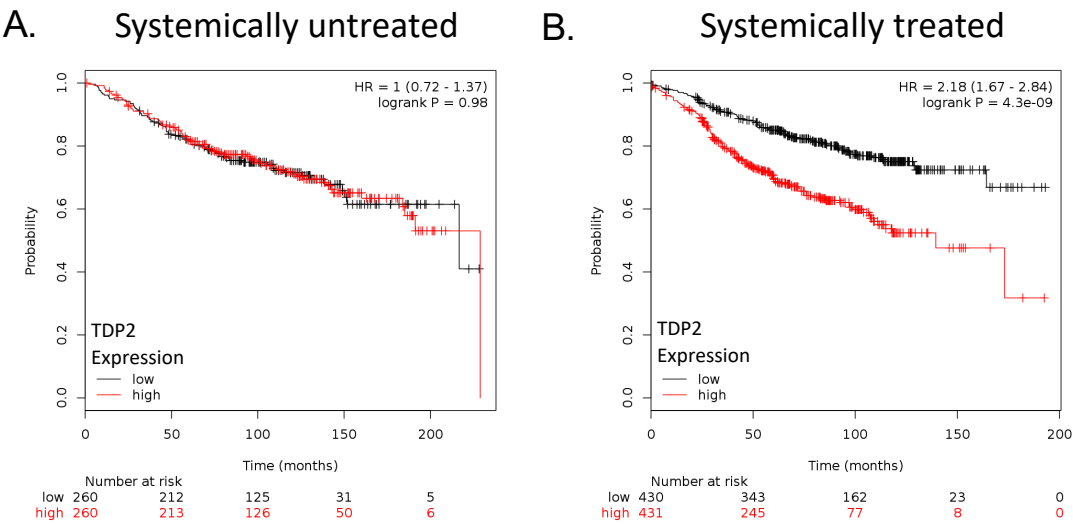 A.
Systemically untreated
HR = 1 (0.72 - 1.37)
logrank P = 0.98
Probability
1.0
0.8
0.6
0.4
0.2
0.0
TDP2
Expression
low
high
0 50 100 150 200
Time (months)
Number at risk
low 260 212 125 31 5
high 260 213 126 50 6
B.
Systemically treated
HR = 2.18 (1.67 - 2.84)
logrank P = 4.3e-09
Probability
1.0
0.8
0.6
0.4
0.2
0.0
TDP2
Expression
low
high
0 50 100 150 200
Time (months)
Number at risk
low 430 343 162 23 0
high 431 245 77 8 0